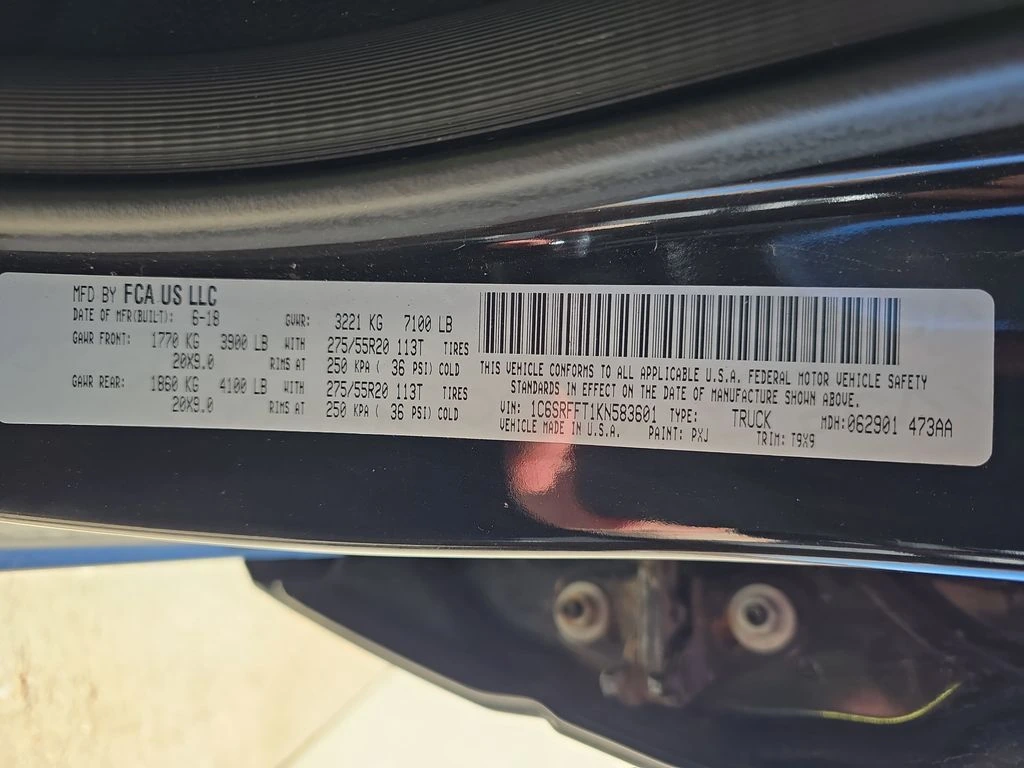 MFD BY FCA US LLC
DATE OF MFR(BUILT): 6-18 GVWR: 3221 KG 7100 LB
GAWR FRONT: 1770 KG 3900 LB WITH 275/55R20 113T TIRES
20X9.0 RIMS AT 250 KPA ( 36 PSI) COLD
GAWR REAR: 1860 KG 4100 LB WITH 275/55R20 113T TIRES
20X9.0 RIMS AT 250 KPA ( 36 PSI) COLD
THIS VEHICLE CONFORMS TO ALL APPLICABLE U.S.A. FEDERAL MOTOR VEHICLE SAFETY
STANDARDS IN EFFECT ON THE DATE OF MANUFACTURE SHOWN ABOVE.
VIN: 1C6SRFFT1KN583601 TYPE: TRUCK MDH:062901 473AA
VEHICLE MADE IN U.S.A. PAINT: PXJ TRIM: T9X9